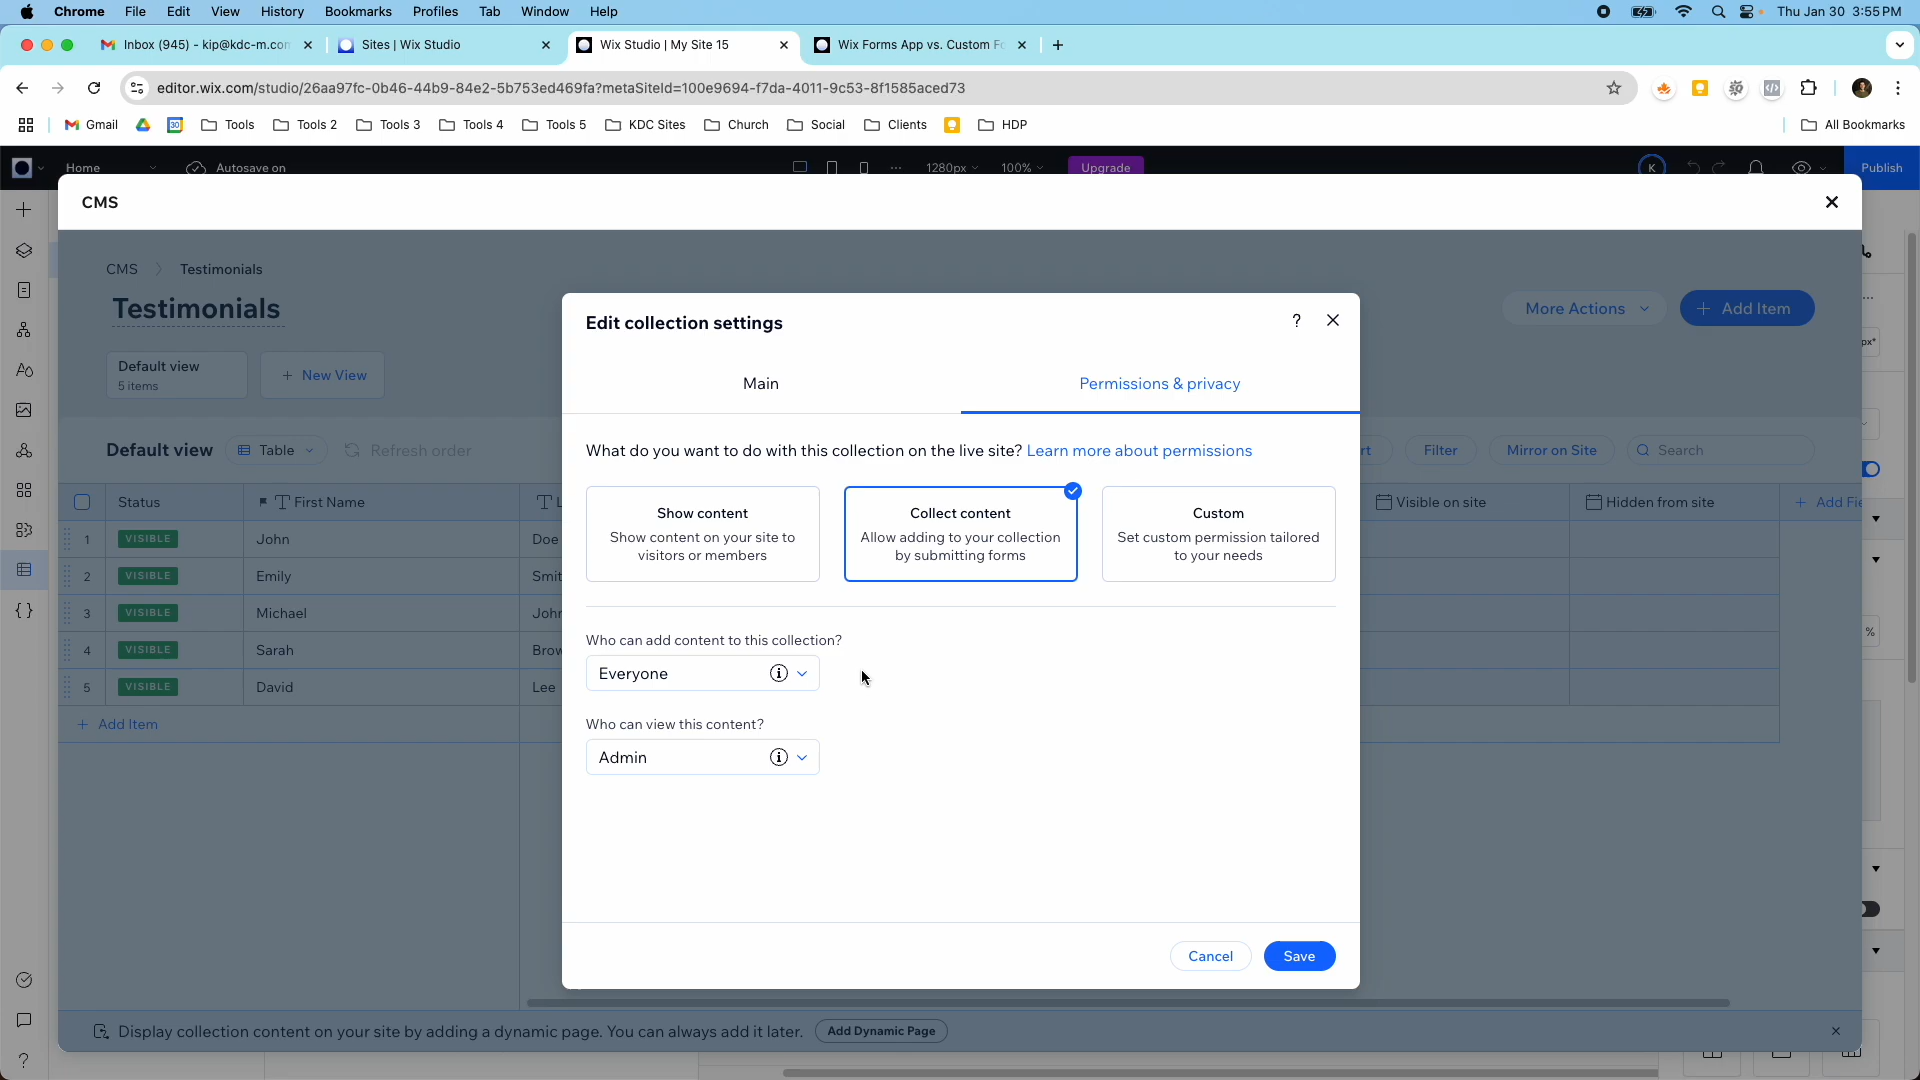 Chrome File Edit View History Bookmarks Profiles Tab Window Help Thu Jan 30 3:55 PM
Inbox (945) - kip@kdc-m.con Sites | Wix Studio Wix Studio | My Site 15 Wix Forms App vs. Custom Fo
editor.wix.com/studio/26aa97fc-0b46-44b9-84e2-5b753ed469fa?metaSiteId=100e9694-f7da-4011-9c53-8f1585aced73
Gmail 30 Tools Tools 2 Tools 3 Tools 4 Tools 5 KDC Sites Church Social Clients HDP All Bookmarks
Home Autosave on 1280px 100% Upgrade K Publish
CMS
CMS Testimonials
Testimonials
More Actions + Add Item
Default view
5 items
+ New View
Default view Table Refresh order Filter Mirror on Site Search
Status First Name Visible on site Hidden from site + Add Fie
1 VISIBLE John Doe
2 VISIBLE Emily Smit
3 VISIBLE Michael John
4 VISIBLE Sarah Brow
5 VISIBLE David Lee
+ Add Item
Edit collection settings ?
Main Permissions & privacy
What do you want to do with this collection on the live site? Learn more about permissions
Show content
Show content on your site to
visitors or members
Collect content
Allow adding to your collection
by submitting forms
Custom
Set custom permission tailored
to your needs
Who can add content to this collection?
Everyone
Who can view this content?
Admin
Cancel Save
Display collection content on your site by adding a dynamic page. You can always add it later. Add Dynamic Page
px*
%